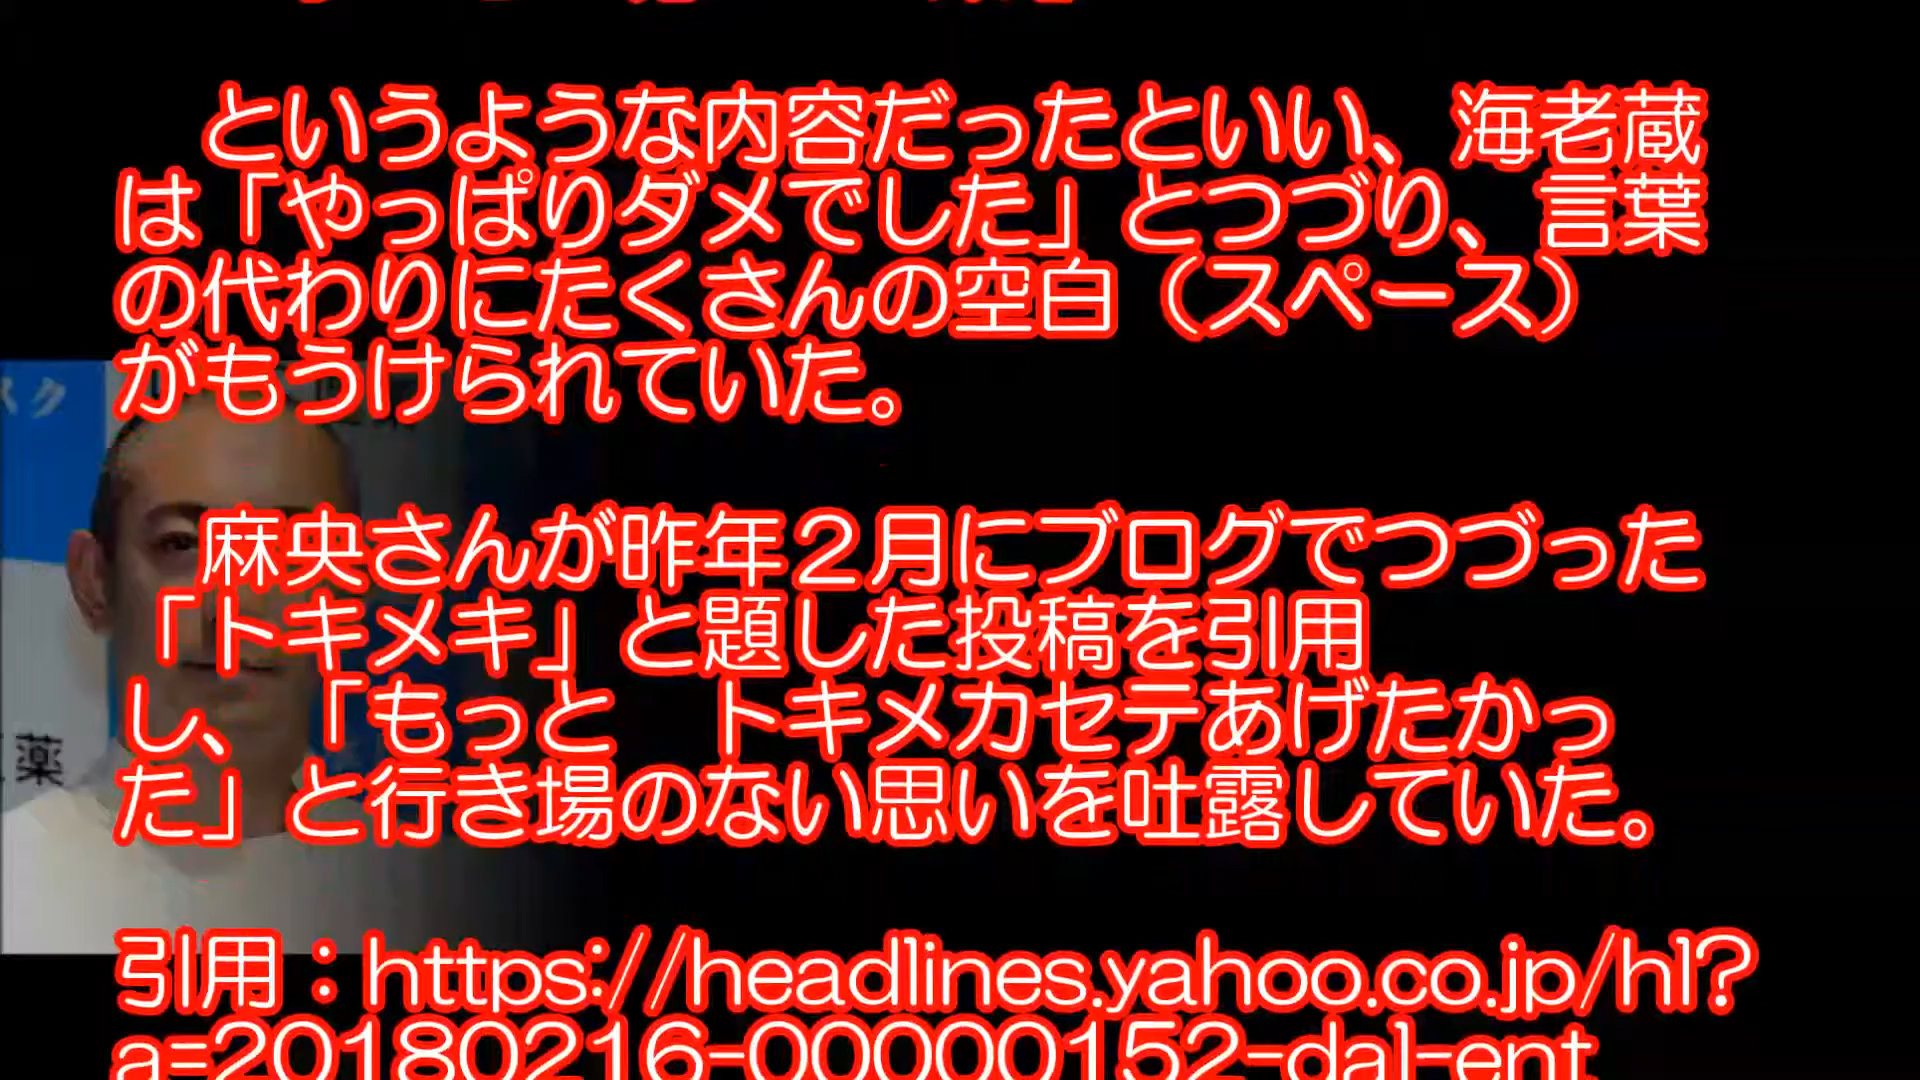 というような内容だったといい、海老蔵
は「やっぱりダメでした」とつづり、言葉
の代わりにたくさんの空白（スペース）
がもうけられていた。
スク
麻央さんが昨年２月にブログでつづった
「トキメキ」と題した投稿を引用
し、「もっと　トキメカセテあげたかっ
た」と行き場のない思いを吐露していた。
薬
引用：https://headlines.yahoo.co.jp/hl?
a=20180216-00000152-dal-ent